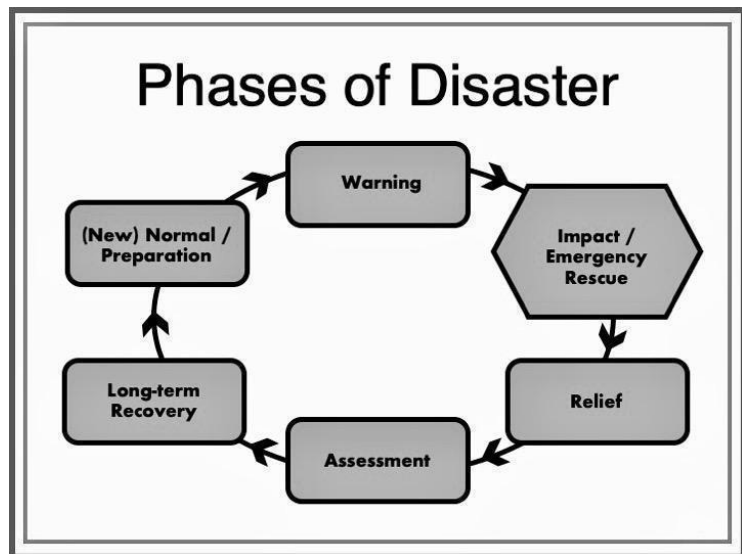 Phases of Disaster
Warning
Impact /
Emergency
Rescue
Relief
Assessment
Long-term
Recovery
(New) Normal /
Preparation